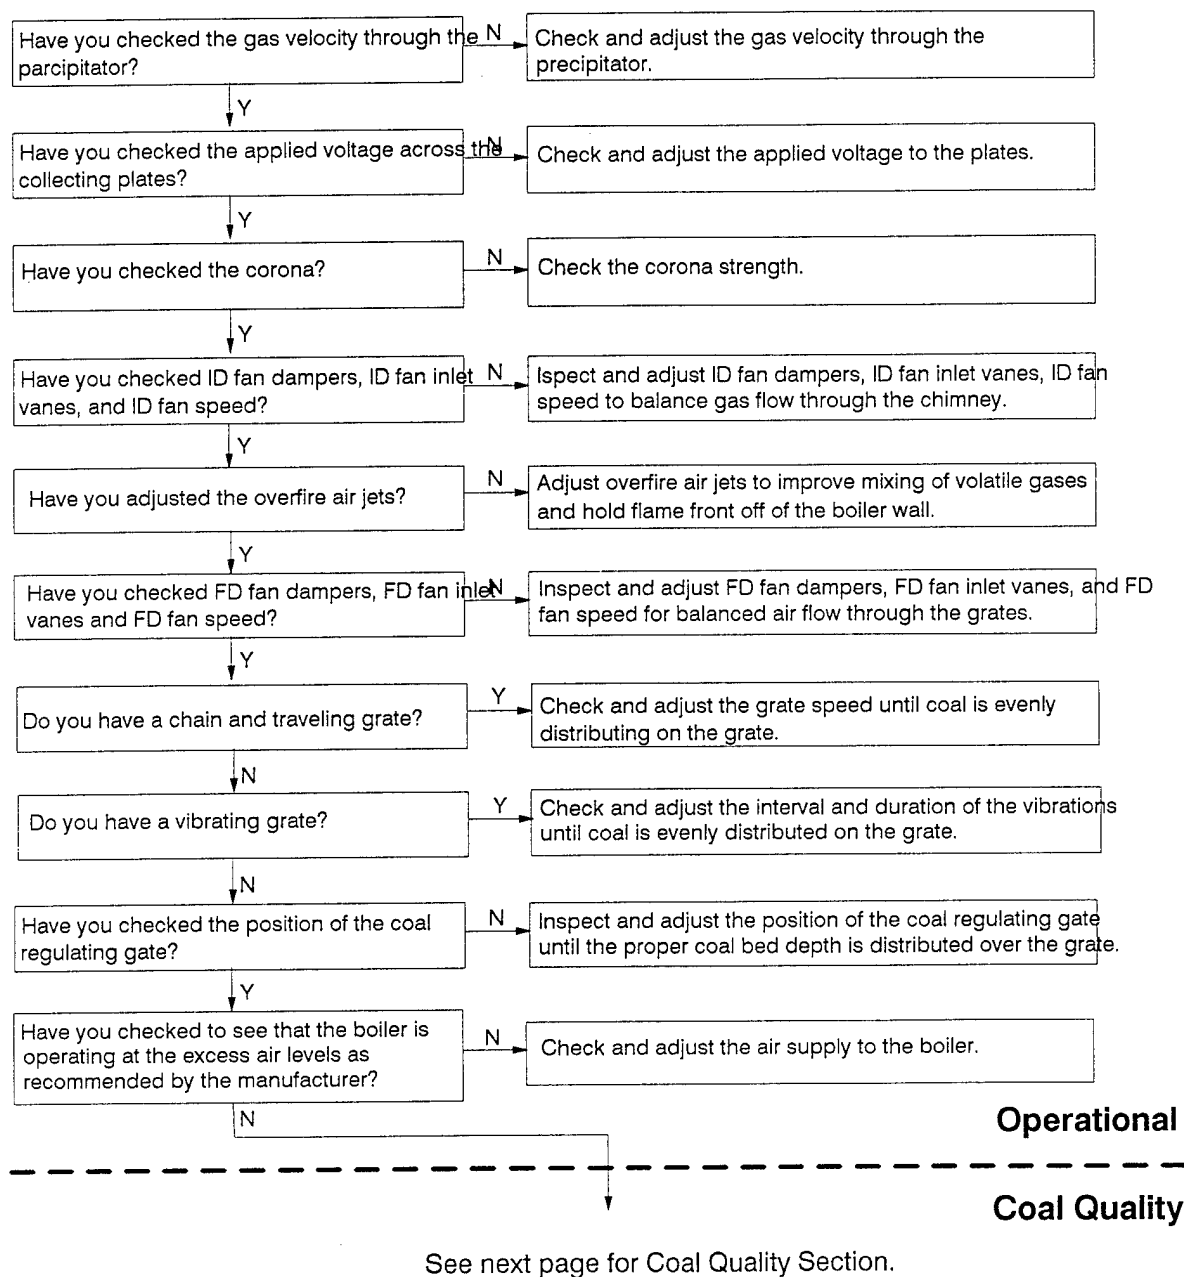 Have you checked the gas velocity through the
parcipitator?
N
Check and adjust the gas velocity through the
precipitator.
Y
Have you checked the applied voltage across the
collecting plates?
N
Check and adjust the applied voltage to the plates.
Y
Have you checked the corona?
N
Check the corona strength.
Y
Have you checked ID fan dampers, ID fan inlet
vanes, and ID fan speed?
N
Ispect and adjust ID fan dampers, ID fan inlet vanes, ID fan
speed to balance gas flow through the chimney.
Y
Have you adjusted the overfire air jets?
N
Adjust overfire air jets to improve mixing of volatile gases
and hold flame front off of the boiler wall.
Y
Have you checked FD fan dampers, FD fan inlet
vanes and FD fan speed?
N
Inspect and adjust FD fan dampers, FD fan inlet vanes, and FD
fan speed for balanced air flow through the grates.
Y
Do you have a chain and traveling grate?
Y
Check and adjust the grate speed until coal is evenly
distributing on the grate.
N
Do you have a vibrating grate?
Y
Check and adjust the interval and duration of the vibrations
until coal is evenly distributed on the grate.
N
Have you checked the position of the coal
regulating gate?
N
Inspect and adjust the position of the coal regulating gate
until the proper coal bed depth is distributed over the grate.
Y
Have you checked to see that the boiler is
operating at the excess air levels as
recommended by the manufacturer?
N
Check and adjust the air supply to the boiler.
N
Operational
Coal Quality
See next page for Coal Quality Section.